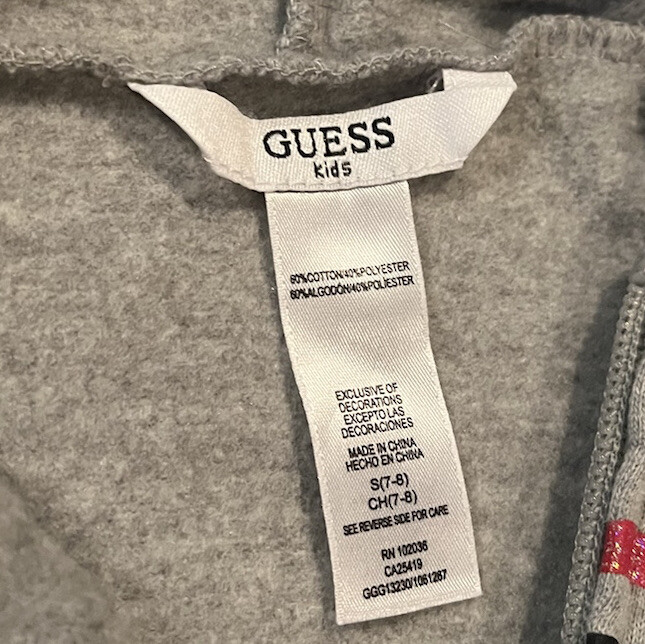 GUESS
kids
60%COTTON/40%POLYESTER
60%ALGODÓN/40%POLIESTER
EXCLUSIVE OF
DECORATIONS
EXCEPTO LAS
DECORACIONES
MADE IN CHINA
HECHO EN CHINA
S(7-8)
CH(7-8)
SEE REVERSE SIDE FOR CARE
RN 102036
CA25419
GGG13230/1061267